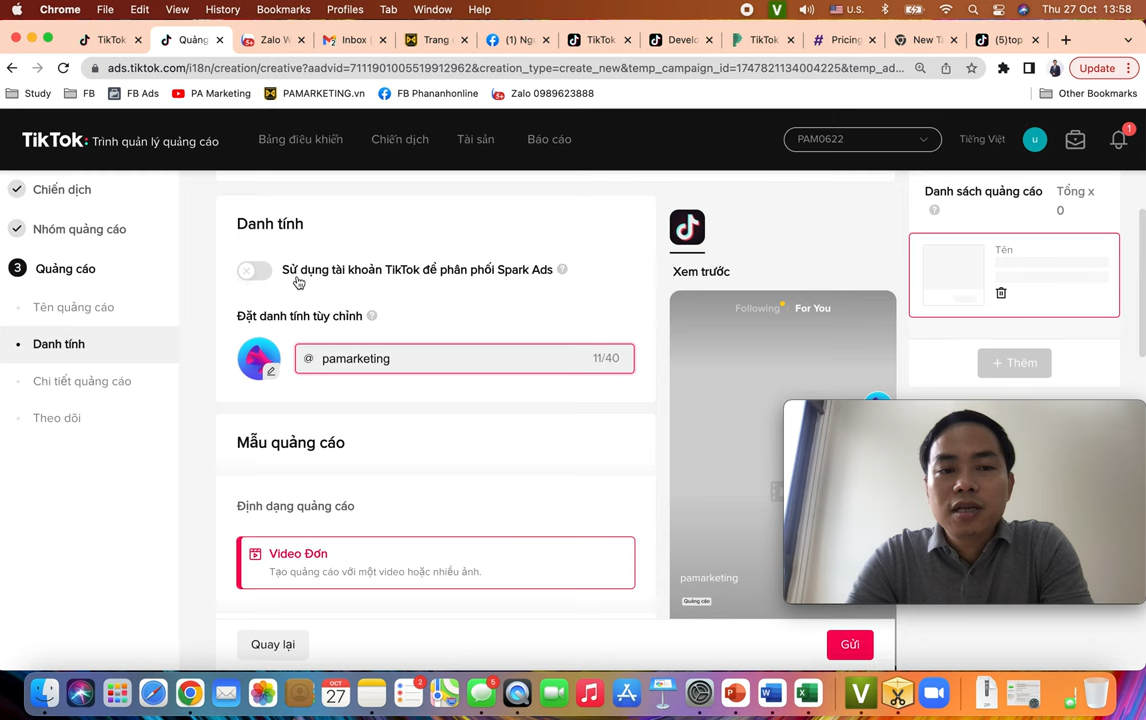 Chrome File Edit View History Bookmarks Profiles Tab Window Help
V U.S. Thu 27 Oct 13:58
TikTok × Quảng × Zalo W × Inbox ( × Trang × (1) Ng × TikTok × Develo × TikTok × Pricing × New Ta × (5)top ×
ads.tiktok.com/i18n/creation/creative?aadvid=7111901005519912962&creation_type=create_new&temp_campaign_id=1747821134004225&temp_ad...
Update
Study FB FB Ads PA Marketing PAMARKETING.vn FB Phananhonline Zalo 0989623888 Other Bookmarks
TikTok: Trình quản lý quảng cáo Bảng điều khiển Chiến dịch Tài sản Báo cáo PAM0622 Tiếng Việt u 1
Chiến dịch
Nhóm quảng cáo
3 Quảng cáo
Tên quảng cáo
Danh tính
Chi tiết quảng cáo
Theo dõi
Danh tính
Sử dụng tài khoản TikTok để phân phối Spark Ads ?
Đặt danh tính tùy chỉnh ?
@ pamarketing 11/40
Mẫu quảng cáo
Định dạng quảng cáo
Video Đơn
Tạo quảng cáo với một video hoặc nhiều ảnh.
Quay lại
Gửi
Xem trước
Following For You
pamarketing
Quảng cáo
Danh sách quảng cáo ?
Tổng x
0
Tên
+ Thêm
OCT
27
2
5